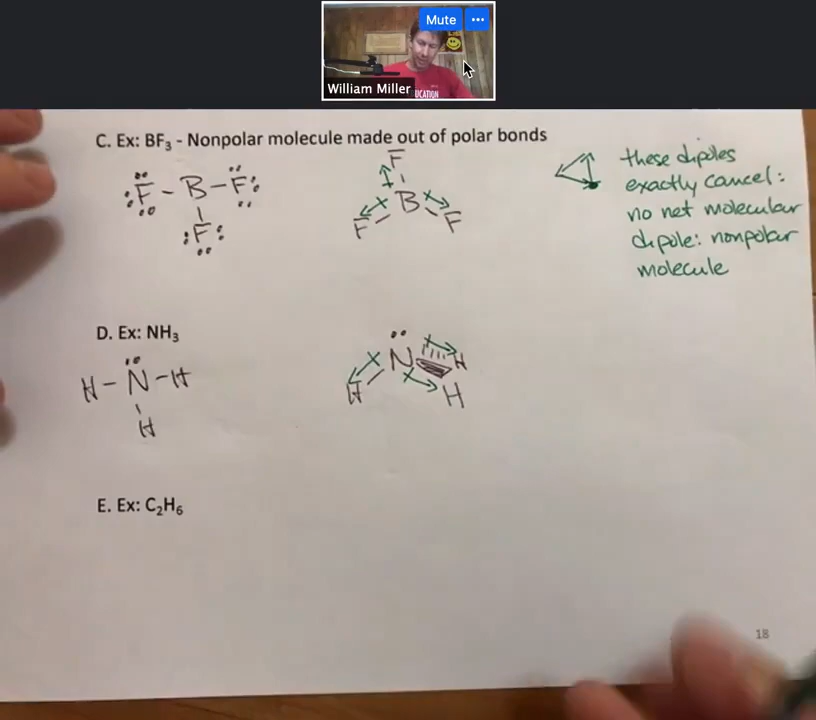 Mute
William Miller
UCATION
C. Ex: BF₃ - Nonpolar molecule made out of polar bonds
F - B - F
F
F
B
F F
these dipoles
exactly cancel:
no net molecular
dipole: nonpolar
molecule
D. Ex: NH₃
H - N - H
H
N
H H
H
E. Ex: C₂H₆
18